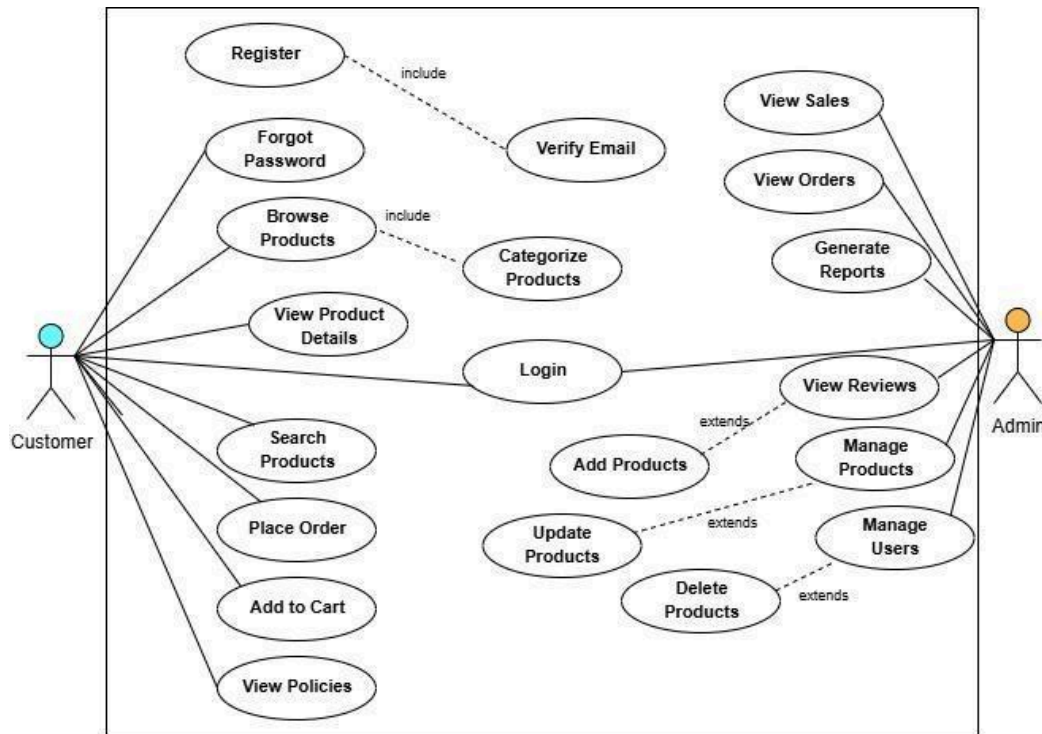 Register
include
View Sales
Forgot
Password
Verify Email
View Orders
Browse
Products
include
Categorize
Products
Generate
Reports
View Product
Details
Login
View Reviews
Customer
Admin
extends
Search
Products
Add Products
Manage
Products
Place Order
Update
Products
extends
Manage
Users
Add to Cart
Delete
Products
extends
View Policies